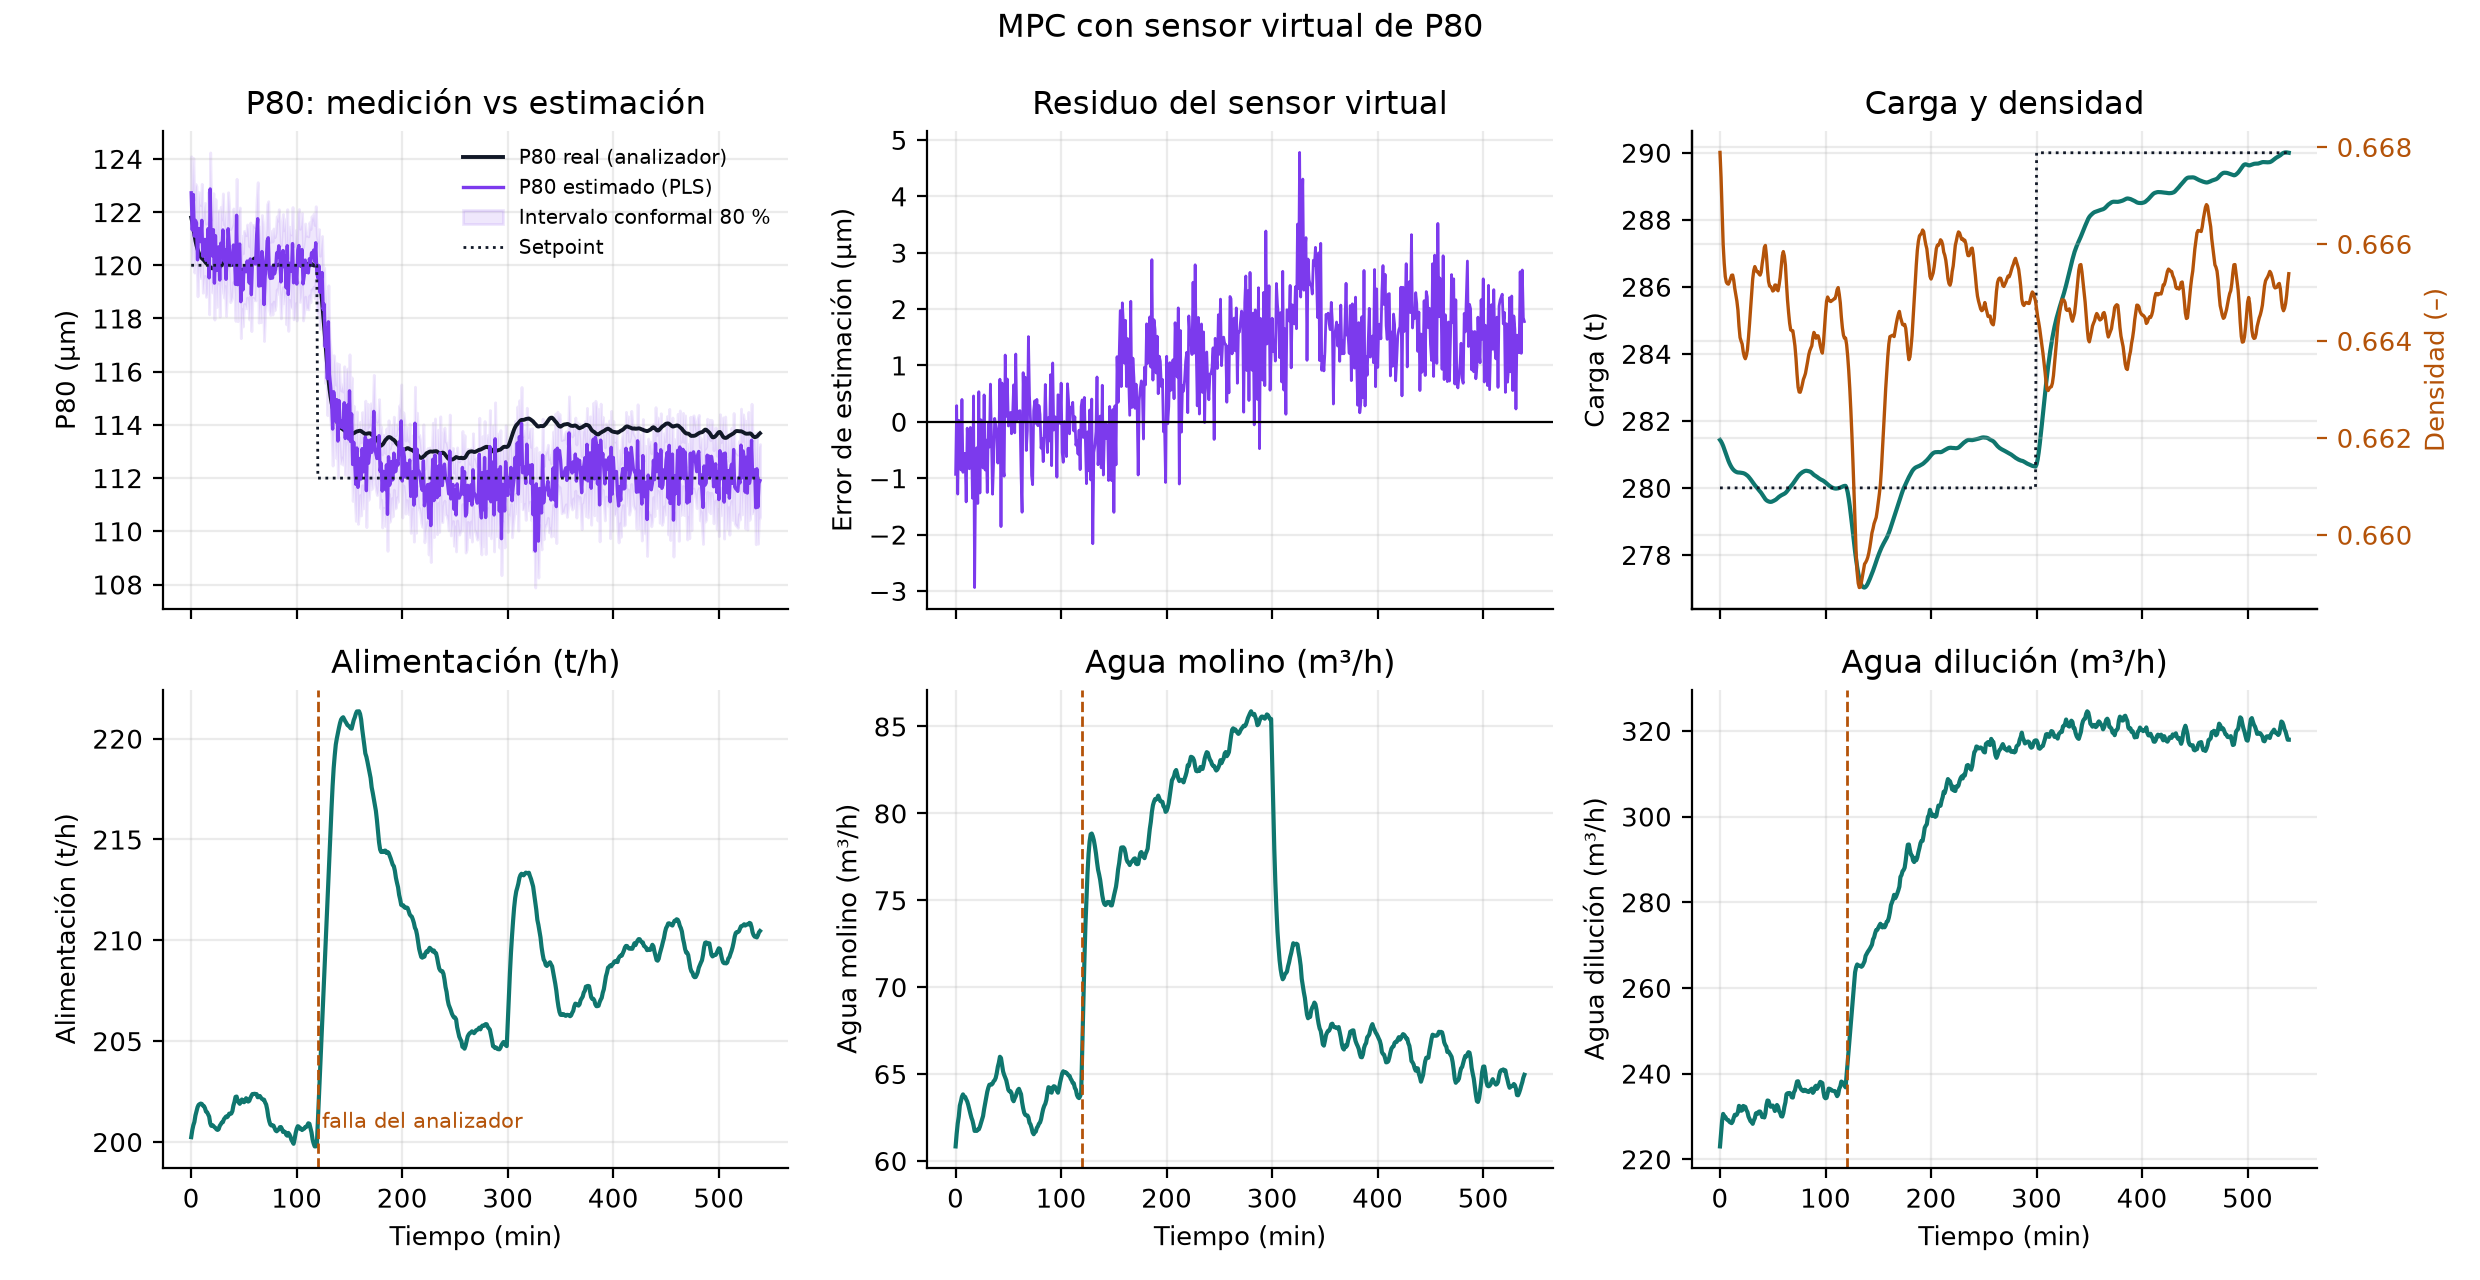 MPC con sensor virtual de P80
P80: medición vs estimación
P80 (µm)
124
122
120
118
116
114
112
110
108
P80 real (analizador)
P80 estimado (PLS)
Intervalo conformal 80 %
Setpoint
Residuo del sensor virtual
Error de estimación (µm)
5
4
3
2
1
0
−1
−2
−3
Carga y densidad
Carga (t)
290
288
286
284
282
280
278
0.668
0.666
0.664
0.662
0.660
Densidad (–)
Alimentación (t/h)
Alimentación (t/h)
220
215
210
205
200
falla del analizador
0 100 200 300 400 500
Tiempo (min)
Agua molino (m³/h)
Agua molino (m³/h)
85
80
75
70
65
60
0 100 200 300 400 500
Tiempo (min)
Agua dilución (m³/h)
Agua dilución (m³/h)
320
300
280
260
240
220
0 100 200 300 400 500
Tiempo (min)